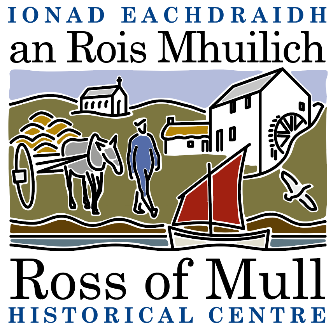 IONAD EACHDRAIDH
an Rois Mhuilich
Ross of Mull
HISTORICAL CENTRE